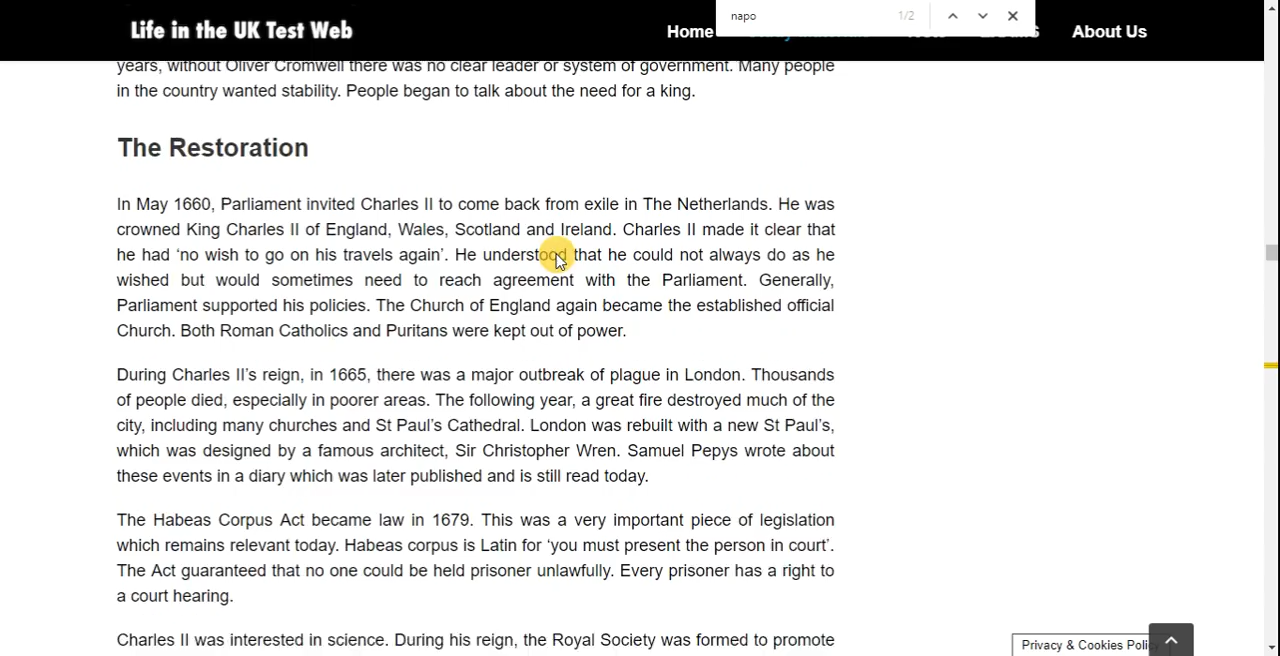 Life in the UK Test Web
napo
1/2
Home
About Us
years, without Oliver Cromwell there was no clear leader or system of government. Many people
in the country wanted stability. People began to talk about the need for a king.
The Restoration
In May 1660, Parliament invited Charles II to come back from exile in The Netherlands. He was
crowned King Charles II of England, Wales, Scotland and Ireland. Charles II made it clear that
he had ‘no wish to go on his travels again’. He understood that he could not always do as he
wished but would sometimes need to reach agreement with the Parliament. Generally,
Parliament supported his policies. The Church of England again became the established official
Church. Both Roman Catholics and Puritans were kept out of power.
During Charles II’s reign, in 1665, there was a major outbreak of plague in London. Thousands
of people died, especially in poorer areas. The following year, a great fire destroyed much of the
city, including many churches and St Paul’s Cathedral. London was rebuilt with a new St Paul’s,
which was designed by a famous architect, Sir Christopher Wren. Samuel Pepys wrote about
these events in a diary which was later published and is still read today.
The Habeas Corpus Act became law in 1679. This was a very important piece of legislation
which remains relevant today. Habeas corpus is Latin for ‘you must present the person in court’.
The Act guaranteed that no one could be held prisoner unlawfully. Every prisoner has a right to
a court hearing.
Charles II was interested in science. During his reign, the Royal Society was formed to promote
Privacy & Cookies Policy